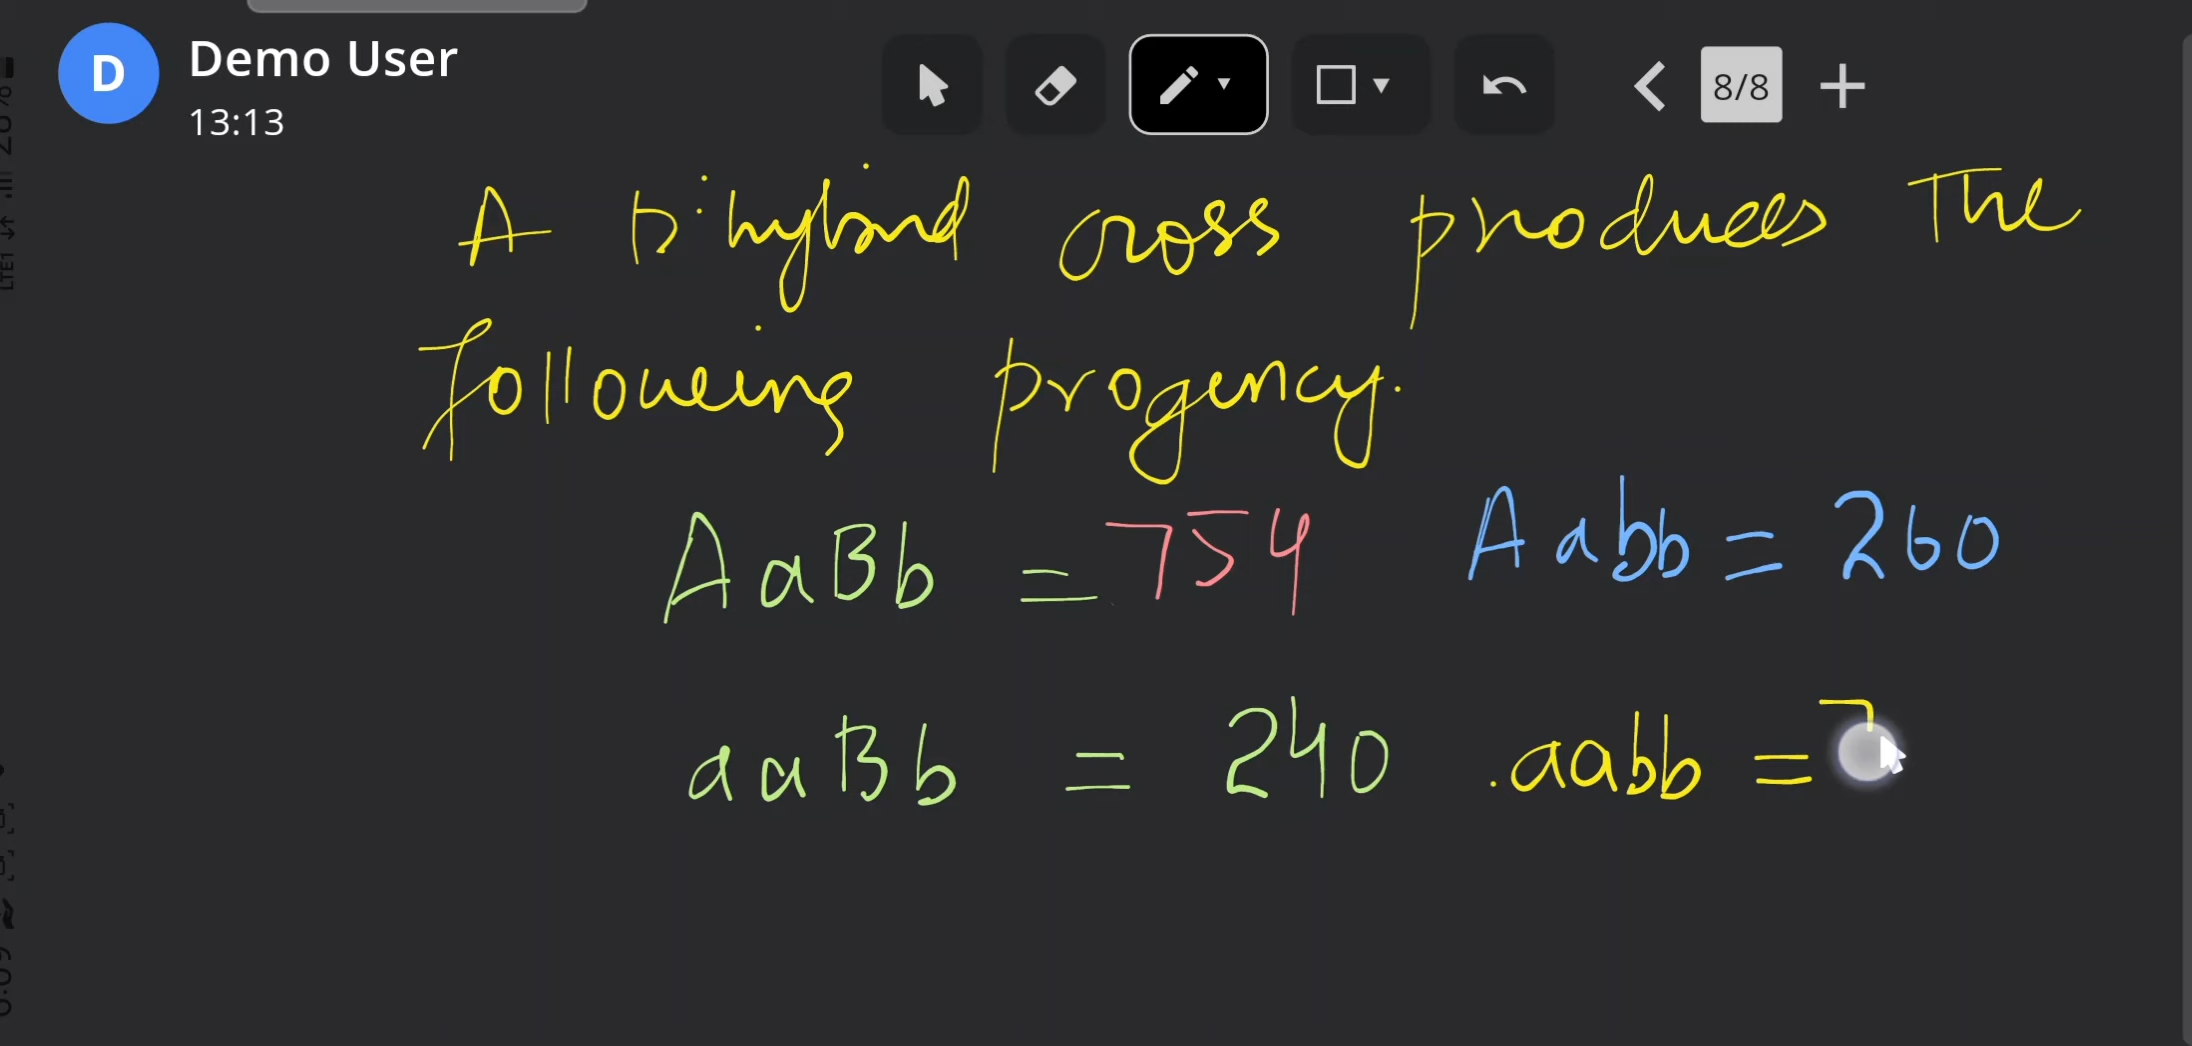 D Demo User
13:13
8/8
A Dihybrid cross produces The
following progency.
AaBb = 754 Aabb = 260
aaBb = 240 .aabb = 7